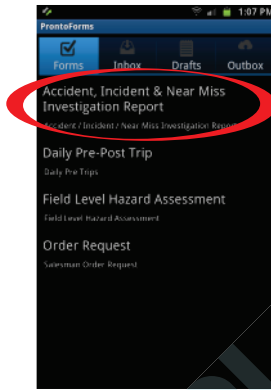 1:07 PM
ProntoForms
Forms Inbox Drafts Outbox
Accident, Incident & Near Miss
Investigation Report
Accident / Incident / Near Miss Investigation Report
Daily Pre-Post Trip
Daily Pre Trips
Field Level Hazard Assessment
Field Level Hazard Assessment
Order Request
Salesman Order Request